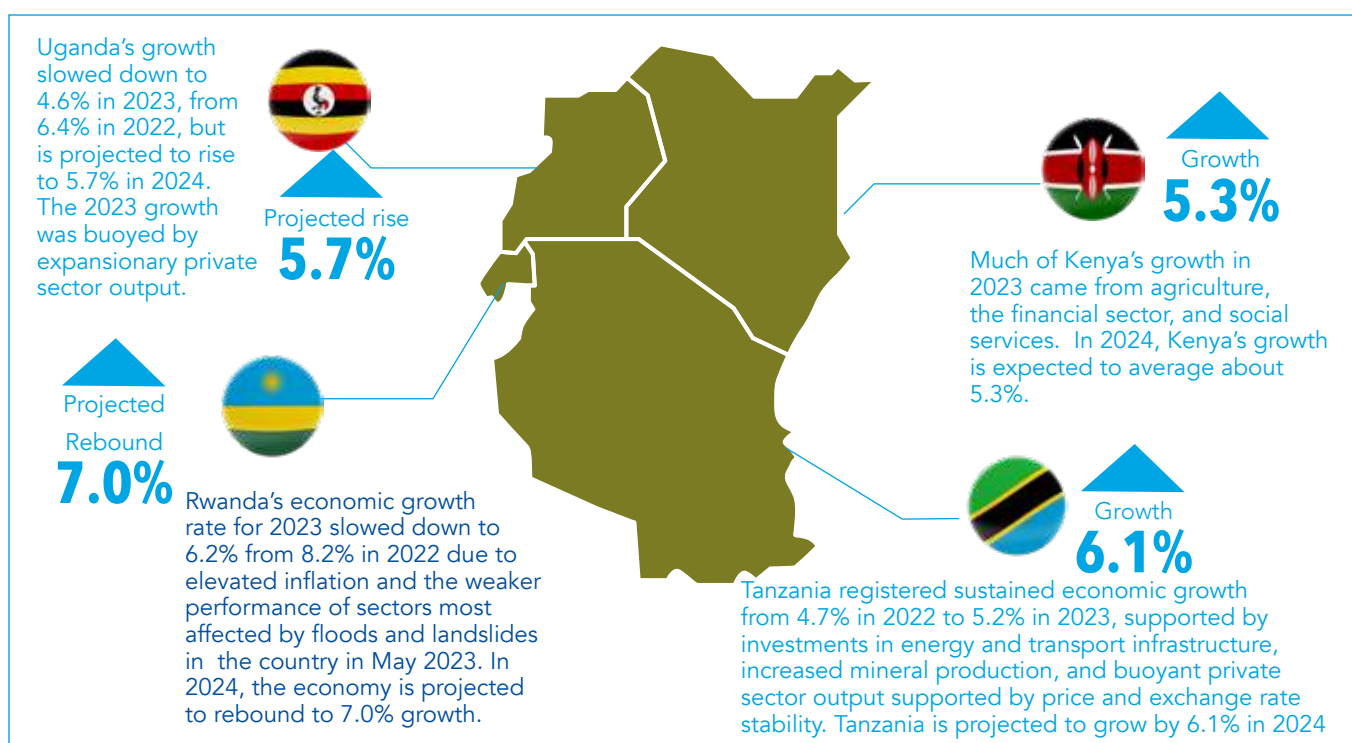 Uganda's growth
slowed down to
4.6% in 2023, from
6.4% in 2022, but
is projected to rise
to 5.7% in 2024.
The 2023 growth
was buoyed by
expansionary private
sector output.
Projected rise
5.7%
Growth
5.3%
Much of Kenya's growth in
2023 came from agriculture,
the financial sector, and social
services. In 2024, Kenya's growth
is expected to average about
5.3%.
Projected
Rebound
7.0%
Rwanda's economic growth
rate for 2023 slowed down to
6.2% from 8.2% in 2022 due to
elevated inflation and the weaker
performance of sectors most
affected by floods and landslides
in the country in May 2023. In
2024, the economy is projected
to rebound to 7.0% growth.
Growth
6.1%
Tanzania registered sustained economic growth
from 4.7% in 2022 to 5.2% in 2023, supported by
investments in energy and transport infrastructure,
increased mineral production, and buoyant private
sector output supported by price and exchange rate
stability. Tanzania is projected to grow by 6.1% in 2024